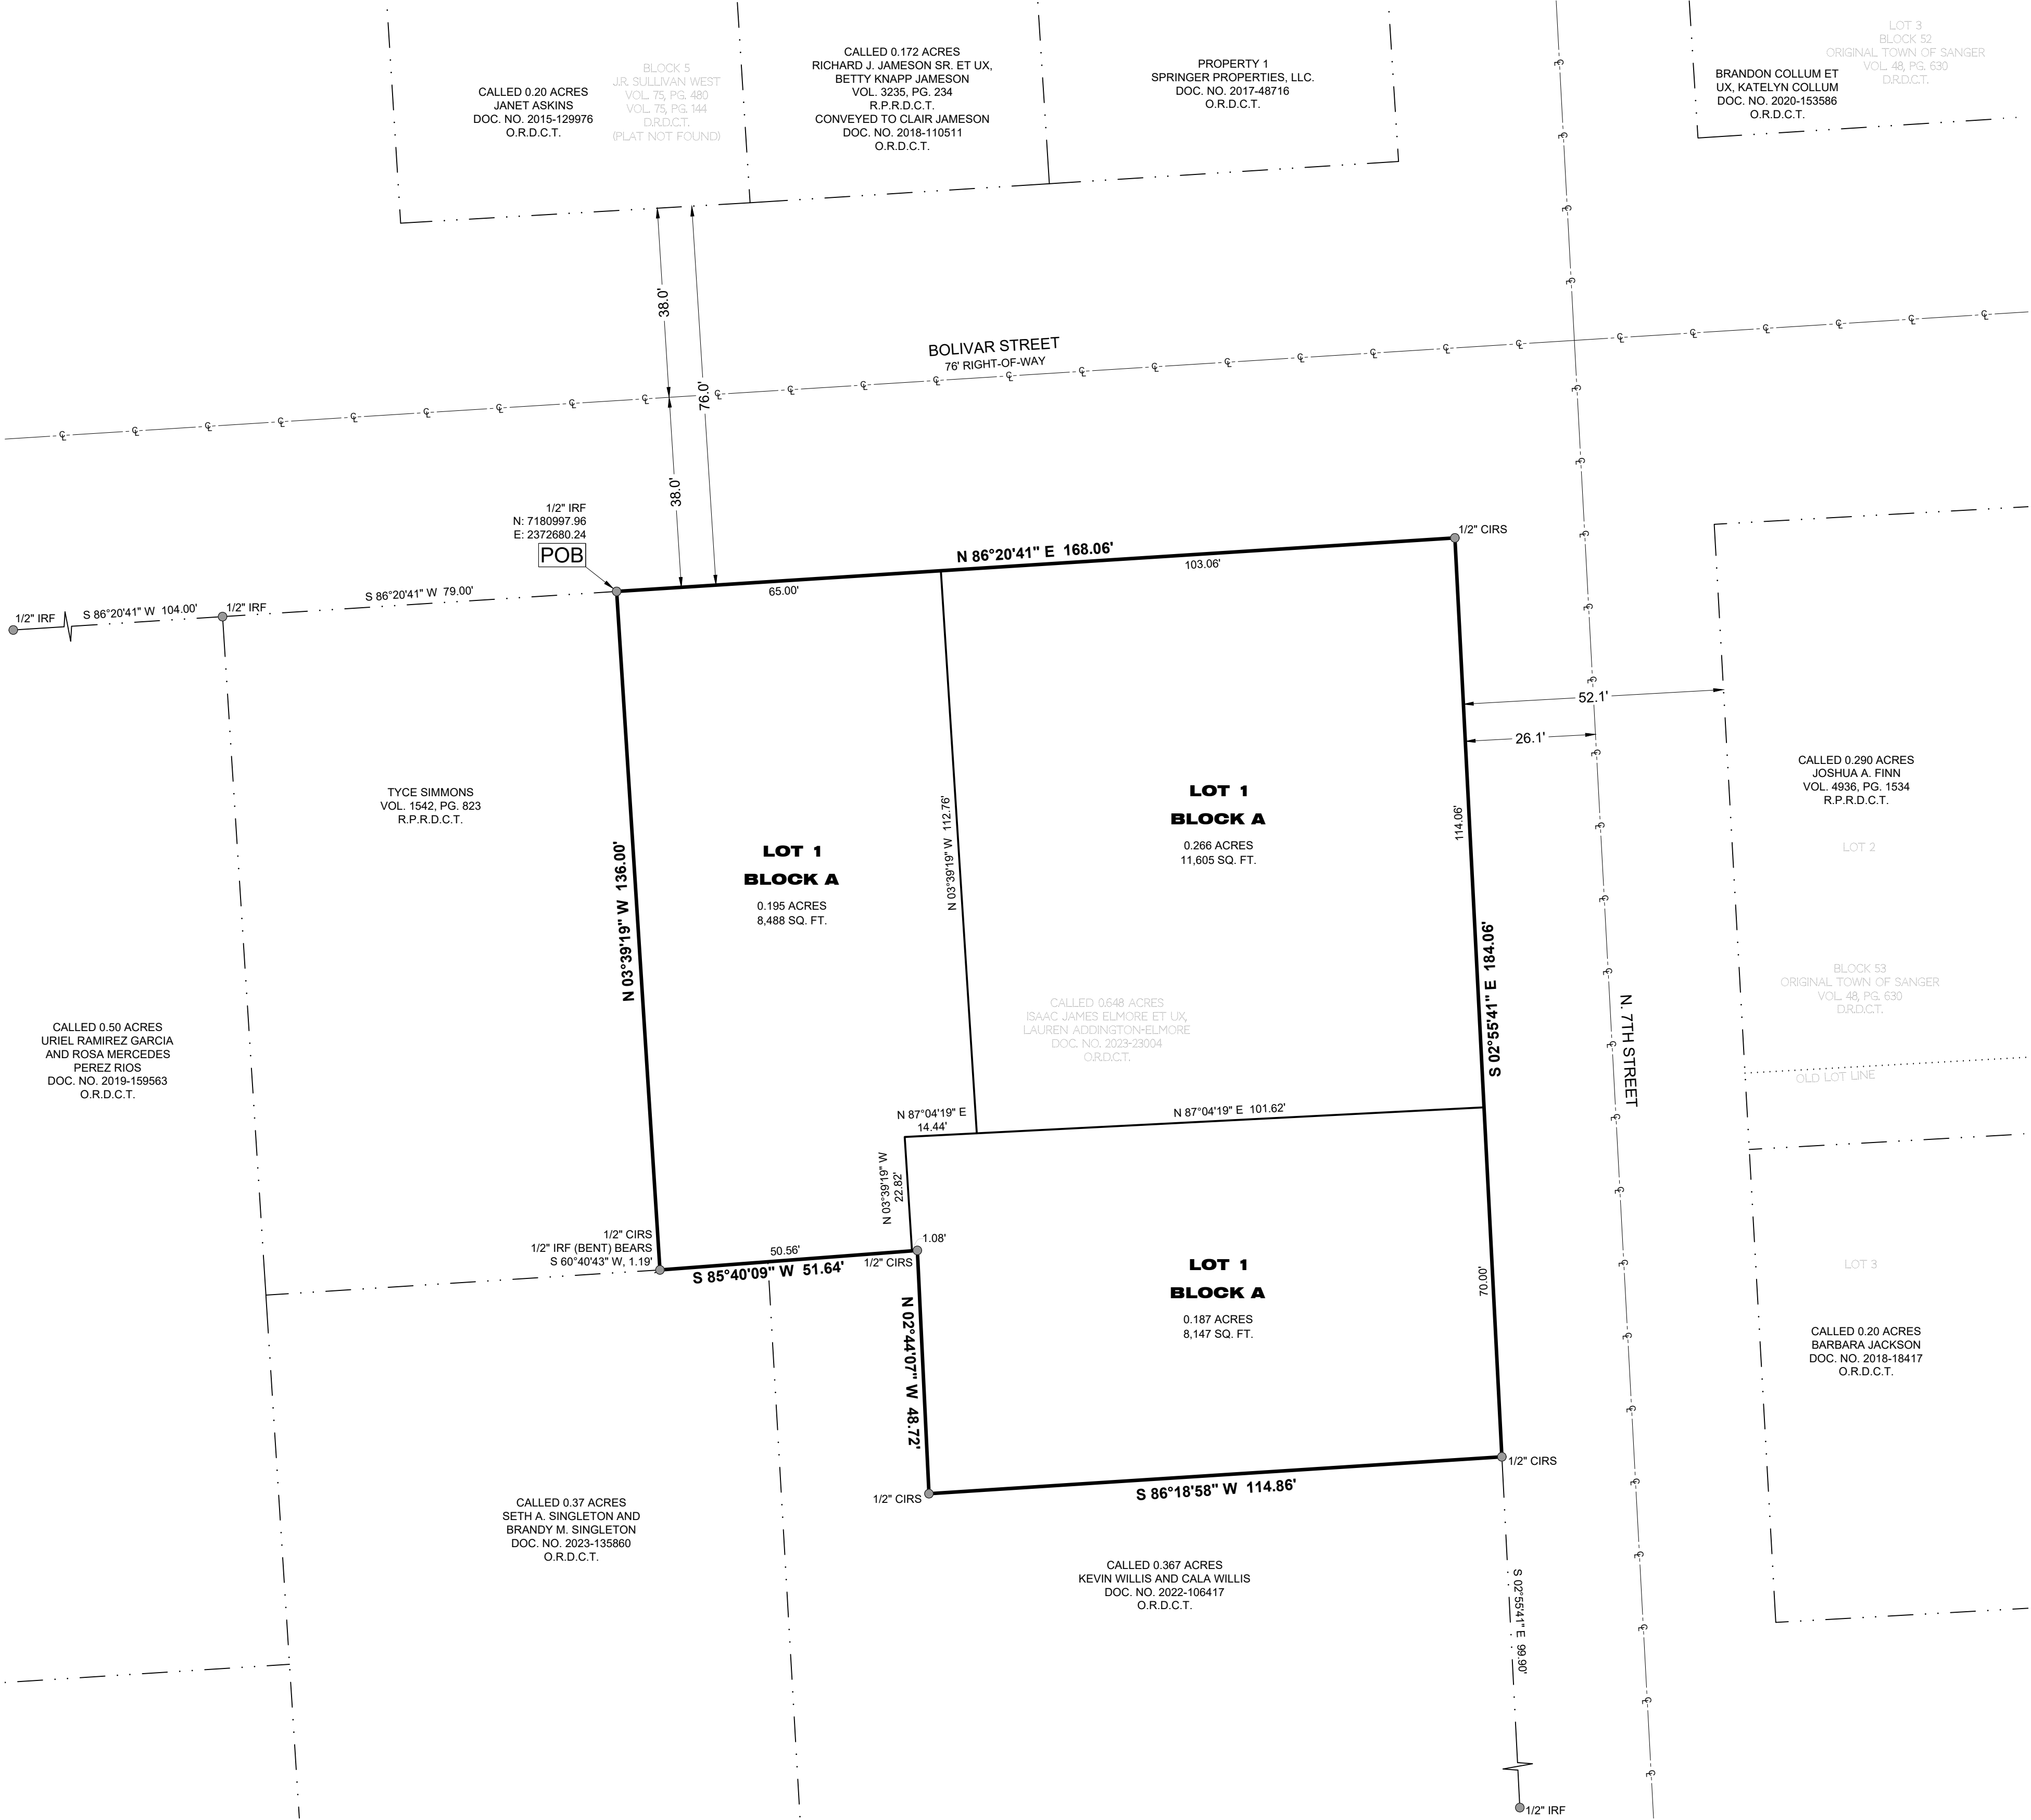 CALLED 0.20 ACRES
JANET ASKINS
DOC. NO. 2015-129976
O.R.D.C.T.
BLOCK 5
J.R. SULLIVAN WEST
VOL. 75, PG. 480
VOL. 75, PG. 144
D.R.D.C.T.
(PLAT NOT FOUND)
CALLED 0.172 ACRES
RICHARD J. JAMESON SR. ET UX,
BETTY KNAPP JAMESON
VOL. 3235, PG. 234
R.P.R.D.C.T.
CONVEYED TO CLAIR JAMESON
DOC. NO. 2018-110511
O.R.D.C.T.
PROPERTY 1
SPRINGER PROPERTIES, LLC.
DOC. NO. 2017-48716
O.R.D.C.T.
LOT 3
BLOCK 52
ORIGINAL TOWN OF SANGER
VOL. 48, PG. 630
D.R.D.C.T.
BRANDON COLLUM ET
UX, KATELYN COLLUM
DOC. NO. 2020-153586
O.R.D.C.T.
38.0'
76.0'
38.0'
BOLIVAR STREET
76' RIGHT-OF-WAY
1/2" IRF
N: 7180997.96
E: 2372680.24
POB
1/2" IRF
S 86°20'41" W 104.00'
1/2" IRF
S 86°20'41" W 79.00'
N 86°20'41" E 168.06'
65.00'
103.06'
1/2" CIRS
52.1'
26.1'
TYCE SIMMONS
VOL. 1542, PG. 823
R.P.R.D.C.T.
N 03°39'19" W 136.00'
LOT 1
BLOCK A
0.195 ACRES
8,488 SQ. FT.
N 03°39'19" W 112.76'
LOT 1
BLOCK A
0.266 ACRES
11,605 SQ. FT.
114.06'
S 02°55'41" E 184.06'
N. 7TH STREET
CALLED 0.290 ACRES
JOSHUA A. FINN
VOL. 4936, PG. 1534
R.P.R.D.C.T.
LOT 2
BLOCK 53
ORIGINAL TOWN OF SANGER
VOL. 48, PG. 630
D.R.D.C.T.
OLD LOT LINE
CALLED 0.648 ACRES
ISAAC JAMES ELMORE ET UX,
LAUREN ADDINGTON-ELMORE
DOC. NO. 2023-23004
O.R.D.C.T.
CALLED 0.50 ACRES
URIEL RAMIREZ GARCIA
AND ROSA MERCEDES
PEREZ RIOS
DOC. NO. 2019-159563
O.R.D.C.T.
N 87°04'19" E
14.44'
N 87°04'19" E 101.62'
N 03°39'19" W
22.82'
1/2" CIRS
1/2" IRF (BENT) BEARS
S 60°40'43" W, 1.19'
50.56'
S 85°40'09" W 51.64'
1.08'
1/2" CIRS
N 02°44'07" W 48.72'
LOT 1
BLOCK A
0.187 ACRES
8,147 SQ. FT.
70.00'
LOT 3
CALLED 0.20 ACRES
BARBARA JACKSON
DOC. NO. 2018-18417
O.R.D.C.T.
1/2" CIRS
1/2" CIRS
S 86°18'58" W 114.86'
CALLED 0.37 ACRES
SETH A. SINGLETON AND
BRANDY M. SINGLETON
DOC. NO. 2023-135860
O.R.D.C.T.
CALLED 0.367 ACRES
KEVIN WILLIS AND CALA WILLIS
DOC. NO. 2022-106417
O.R.D.C.T.
S 02°55'41" E 99.90'
1/2" IRF